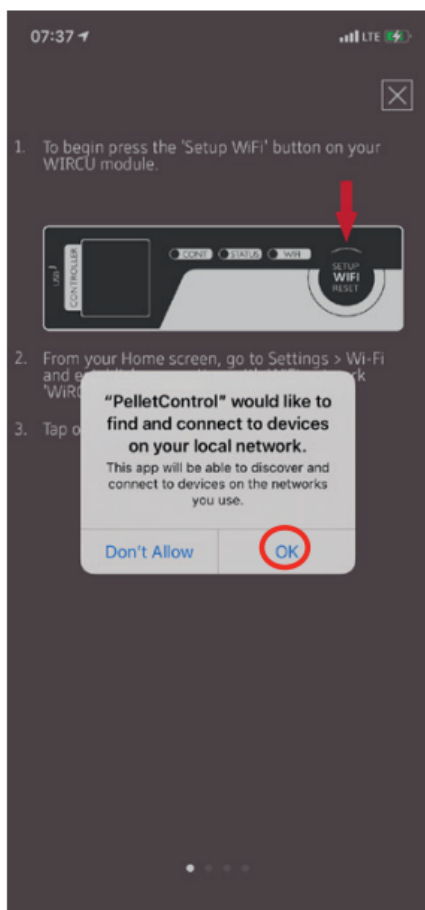 07:37
LTE
1. To begin press the 'Setup WiFi' button on your
WIRCU module.
USB
CONTROLLER
CONT
STATUS
WIFI
SETUP
WIFI
RESET
2. From your Home screen, go to Settings > Wi-Fi
and
'WiRC
3. Tap o
"PelletControl" would like to
find and connect to devices
on your local network.
This app will be able to discover and
connect to devices on the networks
you use.
Don't Allow
OK